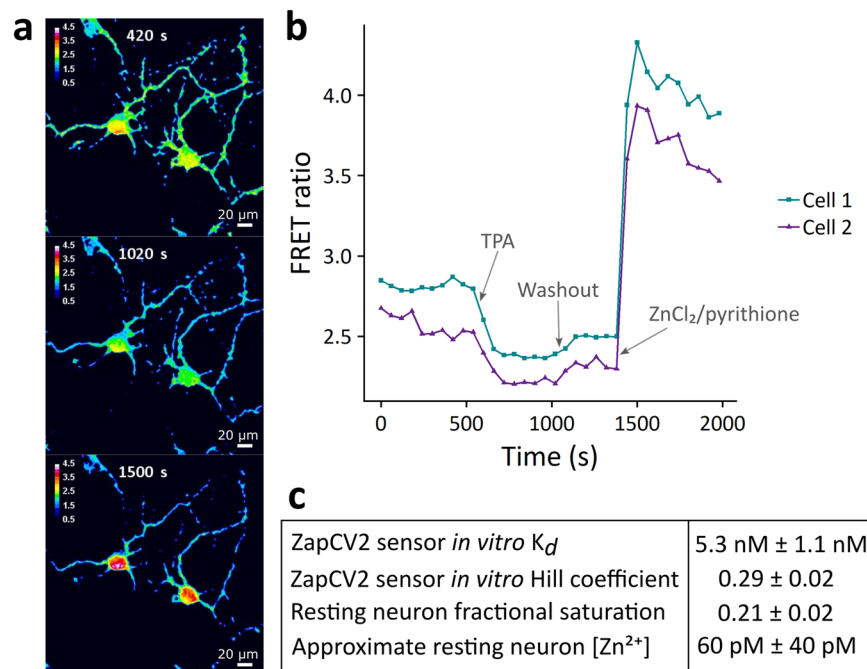 a
420 s
4.5
3.5
2.5
1.5
0.5
20 µm
1020 s
4.5
3.5
2.5
1.5
0.5
20 µm
1500 s
4.5
3.5
2.5
1.5
0.5
20 µm
b
FRET ratio
4.0
3.5
3.0
2.5
TPA
Washout
ZnCl₂/pyrithione
Cell 1
Cell 2
0 500 1000 1500 2000
Time (s)
c
ZapCV2 sensor in vitro Kd 5.3 nM ± 1.1 nM
ZapCV2 sensor in vitro Hill coefficient 0.29 ± 0.02
Resting neuron fractional saturation 0.21 ± 0.02
Approximate resting neuron [Zn²⁺] 60 pM ± 40 pM